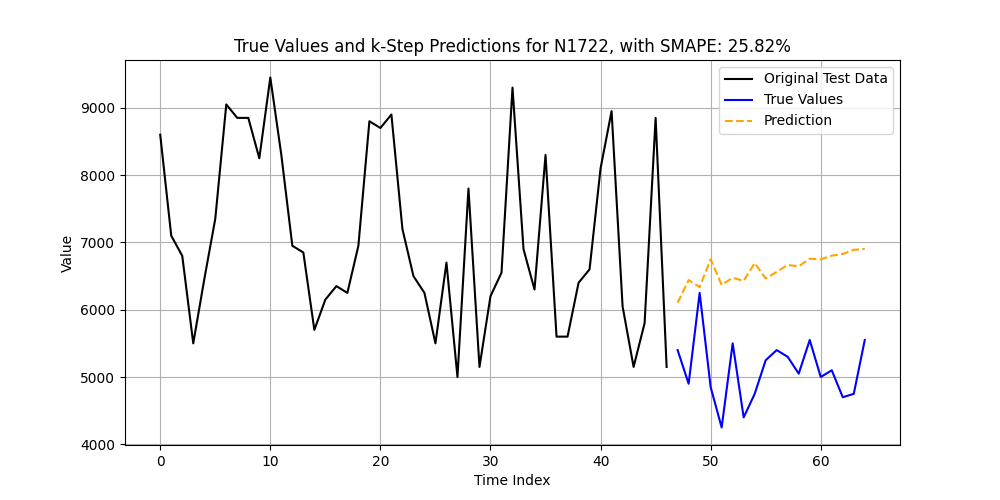 True Values and k-Step Predictions for N1722, with SMAPE: 25.82%
Original Test Data
True Values
Prediction
Value
9000
8000
7000
6000
5000
4000
0 10 20 30 40 50 60
Time Index